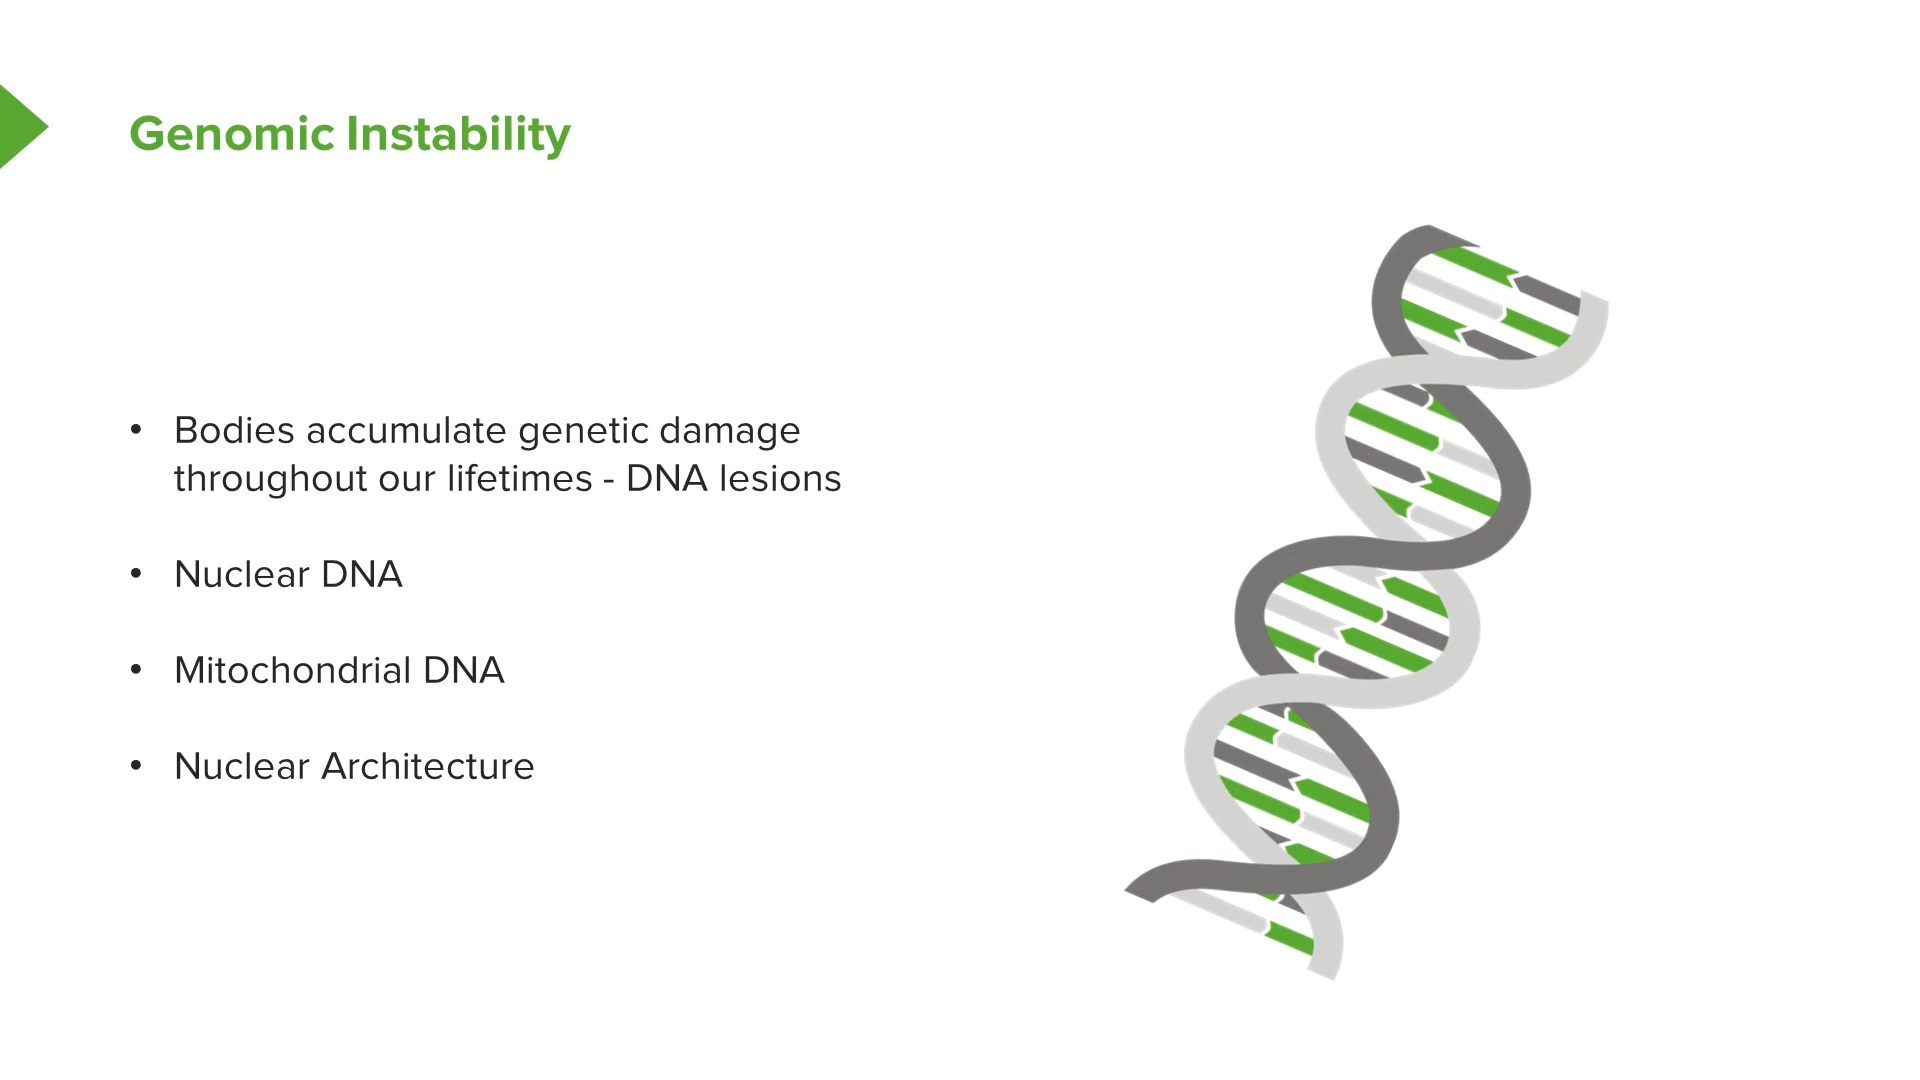 Genomic Instability
• Bodies accumulate genetic damage
throughout our lifetimes - DNA lesions
• Nuclear DNA
• Mitochondrial DNA
• Nuclear Architecture